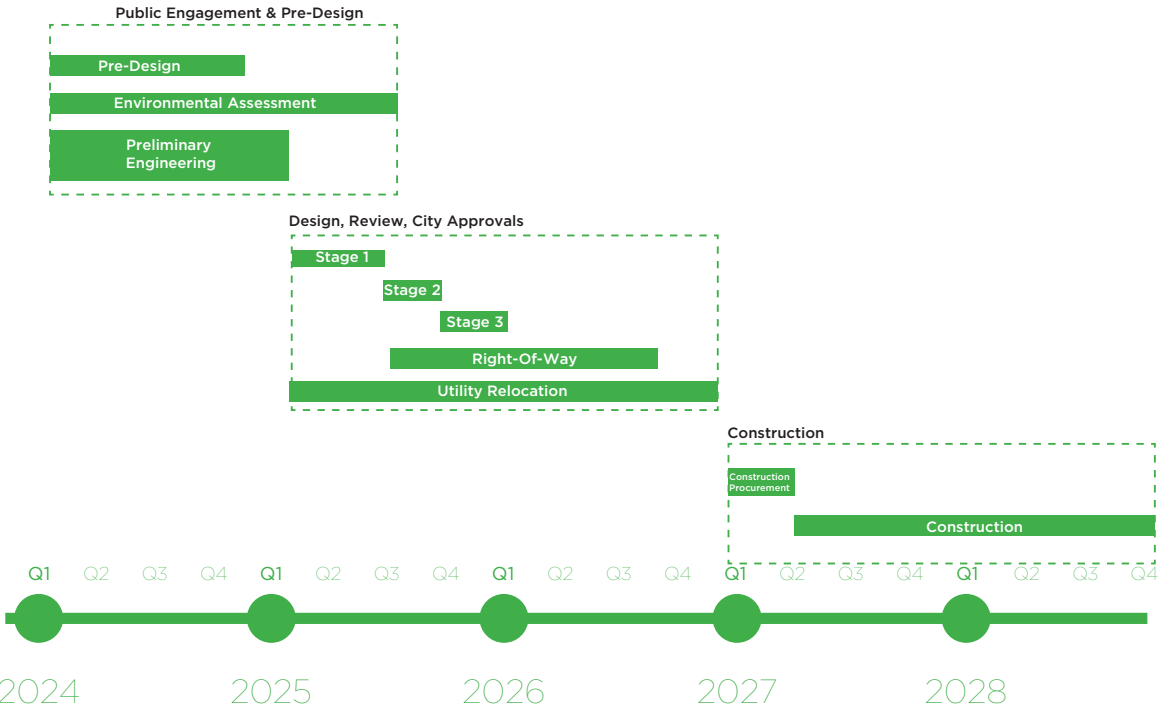 Public Engagement & Pre-Design
Pre-Design
Environmental Assessment
Preliminary
Engineering
Design, Review, City Approvals
Stage 1
Stage 2
Stage 3
Right-Of-Way
Utility Relocation
Construction
Construction
Procurement
Construction
Q1 Q2 Q3 Q4 Q1 Q2 Q3 Q4 Q1 Q2 Q3 Q4 Q1 Q2 Q3 Q4 Q1 Q2 Q3 Q4
2024 2025 2026 2027 2028